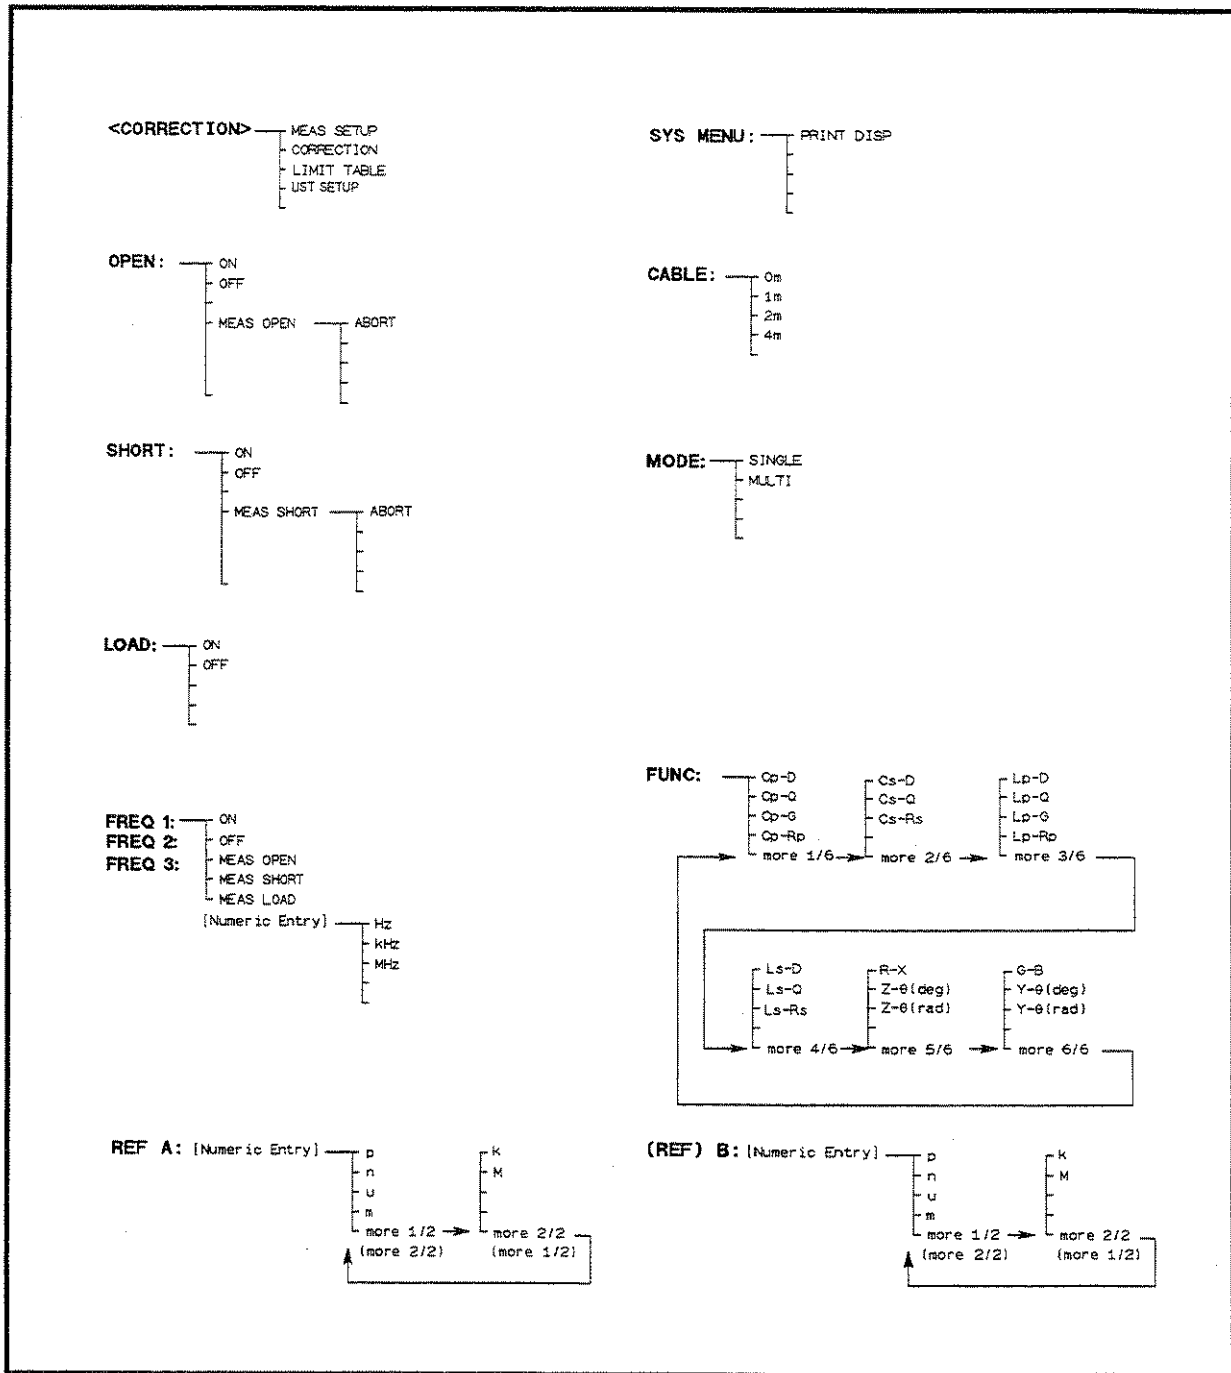 <CORRECTION>
MEAS SETUP
CORRECTION
LIMIT TABLE
UST SETUP
SYS MENU:
PRINT DISP
OPEN:
ON
OFF
MEAS OPEN
ABORT
CABLE:
0m
1m
2m
4m
SHORT:
ON
OFF
MEAS SHORT
ABORT
MODE:
SINGLE
MULTI
LOAD:
ON
OFF
FREQ 1:
FREQ 2:
FREQ 3:
ON
OFF
MEAS OPEN
MEAS SHORT
MEAS LOAD
[Numeric Entry]
Hz
kHz
MHz
FUNC:
Cp-D
Cp-Q
Cp-G
Cp-Rp
more 1/6
Cs-D
Cs-Q
Cs-Rs
more 2/6
Lp-D
Lp-Q
Lp-G
Lp-Rp
more 3/6
Ls-D
Ls-Q
Ls-Rs
more 4/6
R-X
Z-θ(deg)
Z-θ(rad)
more 5/6
G-B
Y-θ(deg)
Y-θ(rad)
more 6/6
REF A: [Numeric Entry]
p
n
u
m
more 1/2
(more 2/2)
k
M
more 2/2
(more 1/2)
(REF) B: [Numeric Entry]
p
n
u
m
more 1/2
(more 2/2)
k
M
more 2/2
(more 1/2)